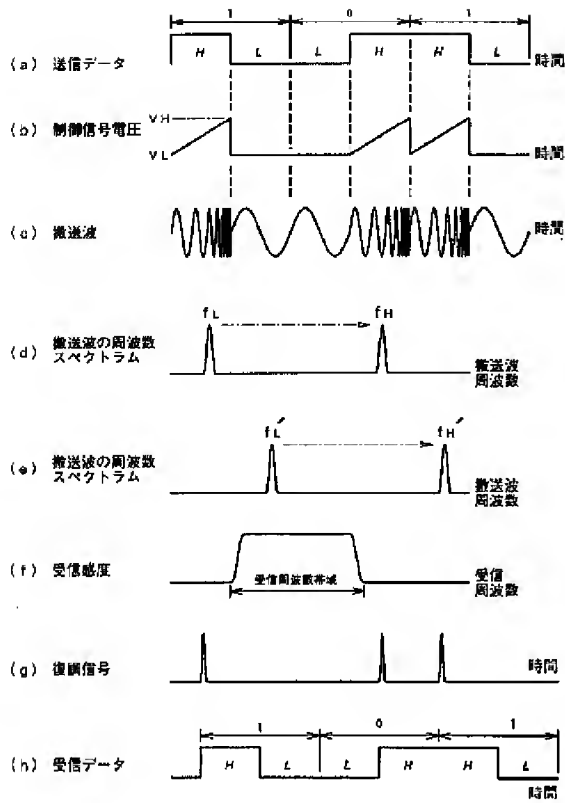 1 0 1
(a) 送信データ H L L H H L 時間
VH
(b) 制御信号電圧
VL 時間
(c) 搬送波 時間
fL fH
(d) 搬送波の周波数
スペクトラム
搬送波
周波数
fL′ fH′
(e) 搬送波の周波数
スペクトラム
搬送波
周波数
(f) 受信感度 受信周波数帯域 受信
周波数
(g) 復調信号 時間
1 0 1
(h) 受信データ H L L H H L
時間